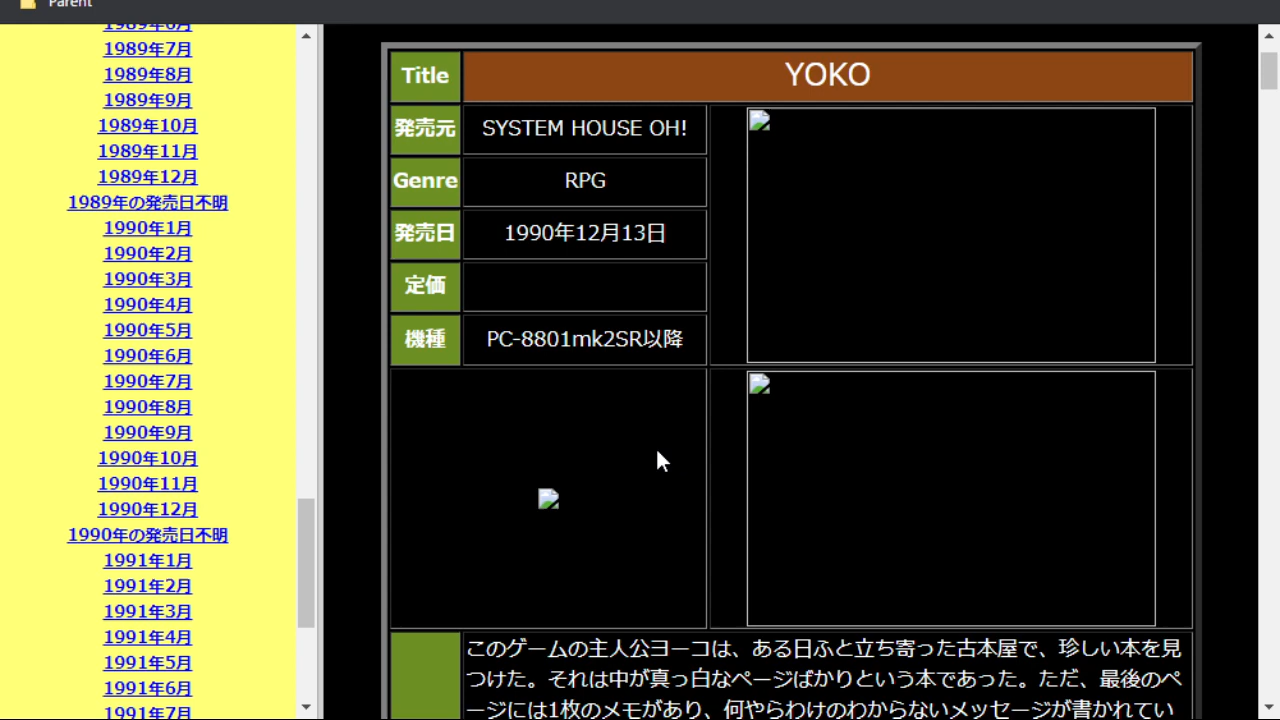 Parent
1989年6月
1989年7月
1989年8月
1989年9月
1989年10月
1989年11月
1989年12月
1989年の発売日不明
1990年1月
1990年2月
1990年3月
1990年4月
1990年5月
1990年6月
1990年7月
1990年8月
1990年9月
1990年10月
1990年11月
1990年12月
1990年の発売日不明
1991年1月
1991年2月
1991年3月
1991年4月
1991年5月
1991年6月
1991年7月
Title YOKO
発売元 SYSTEM HOUSE OH!
Genre RPG
発売日 1990年12月13日
定価
機種 PC-8801mk2SR以降
このゲームの主人公ヨーコは、ある日ふと立ち寄った古本屋で、珍しい本を見
つけた。それは中が真っ白なページばかりという本であった。ただ、最後のペ
ージには1枚のメモがあり、何やらわけのわからないメッセージが書かれてい